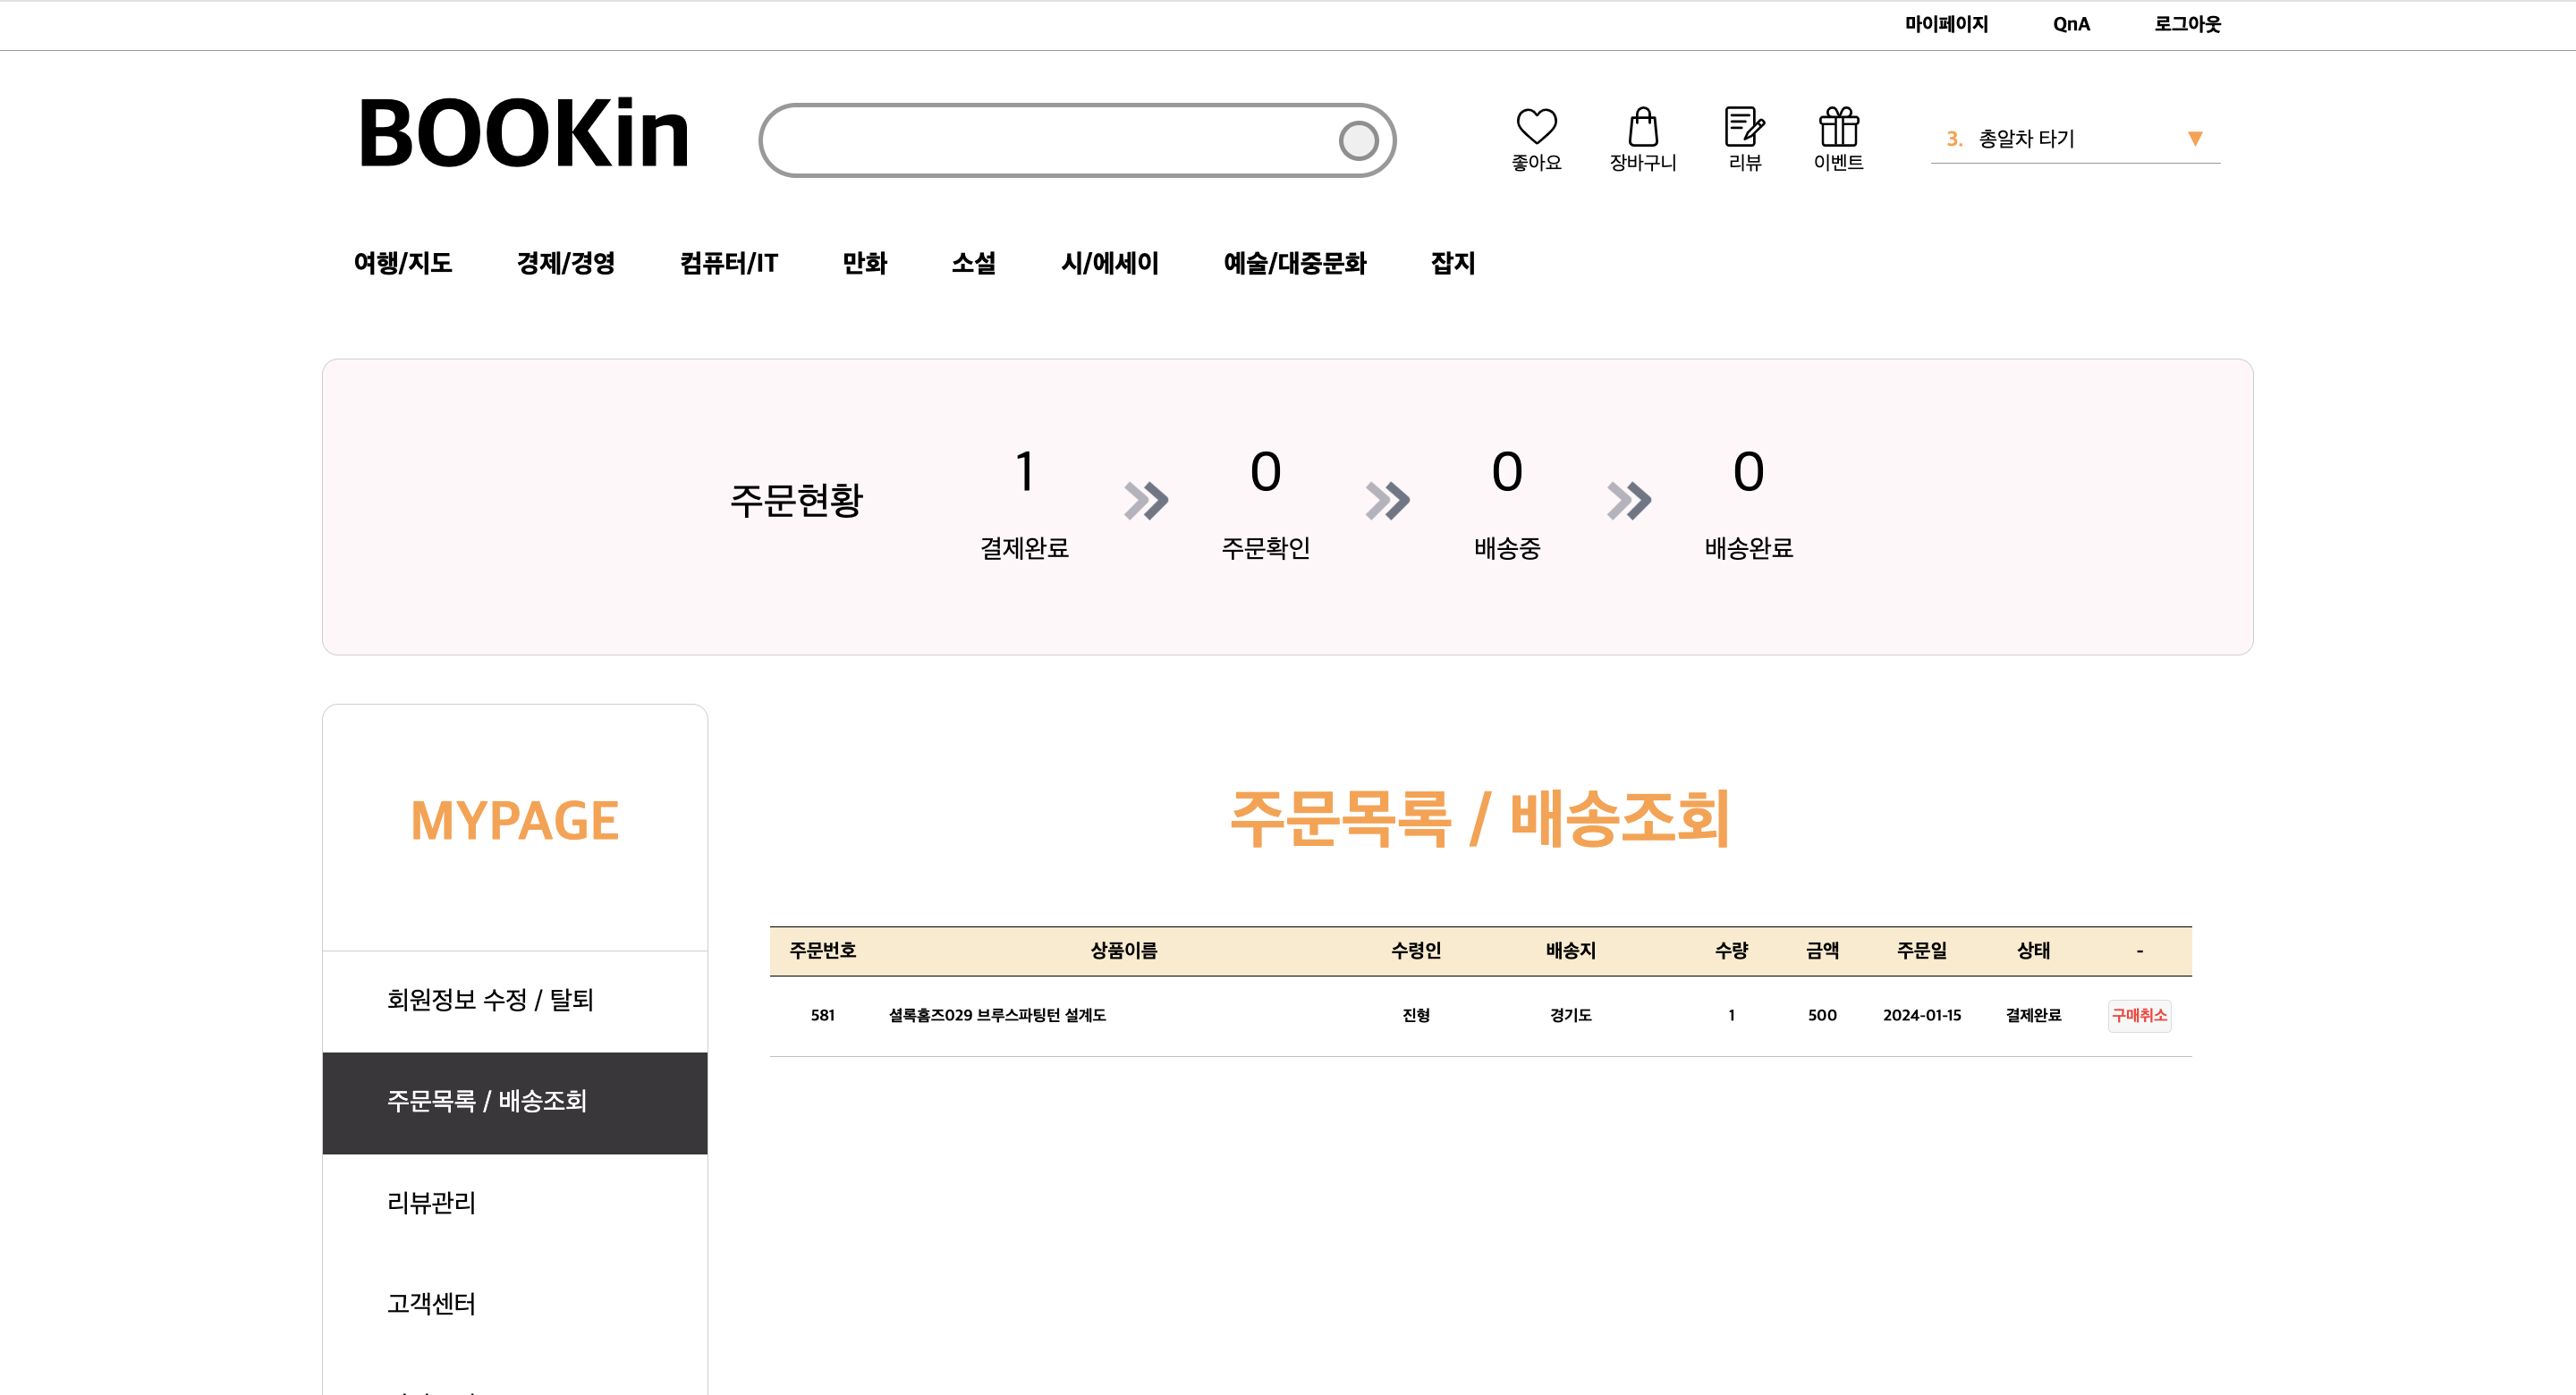 마이페이지 QnA 로그아웃
BOOKin
좋아요 장바구니 리뷰 이벤트
3. 총알차 타기 ▼
여행/지도 경제/경영 컴퓨터/IT 만화 소설 시/에세이 예술/대중문화 잡지
주문현황
1 0 0 0
결제완료 주문확인 배송중 배송완료
MYPAGE
회원정보 수정 / 탈퇴
주문목록 / 배송조회
리뷰관리
고객센터
주문목록 / 배송조회
주문번호 상품이름 수령인 배송지 수량 금액 주문일 상태 -
581 셜록홈즈029 브루스파팅턴 설계도 진형 경기도 1 500 2024-01-15 결제완료 구매취소